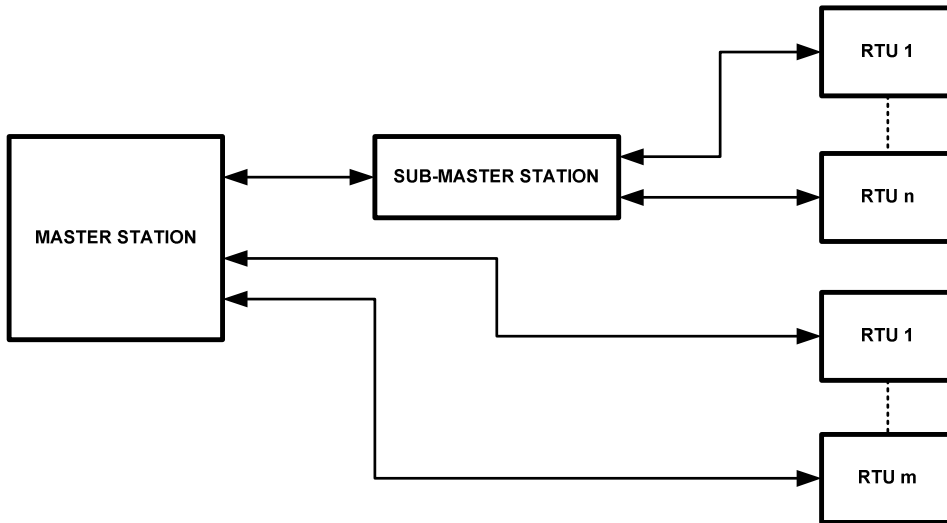 RTU 1
SUB-MASTER STATION
RTU n
MASTER STATION
RTU 1
RTU m